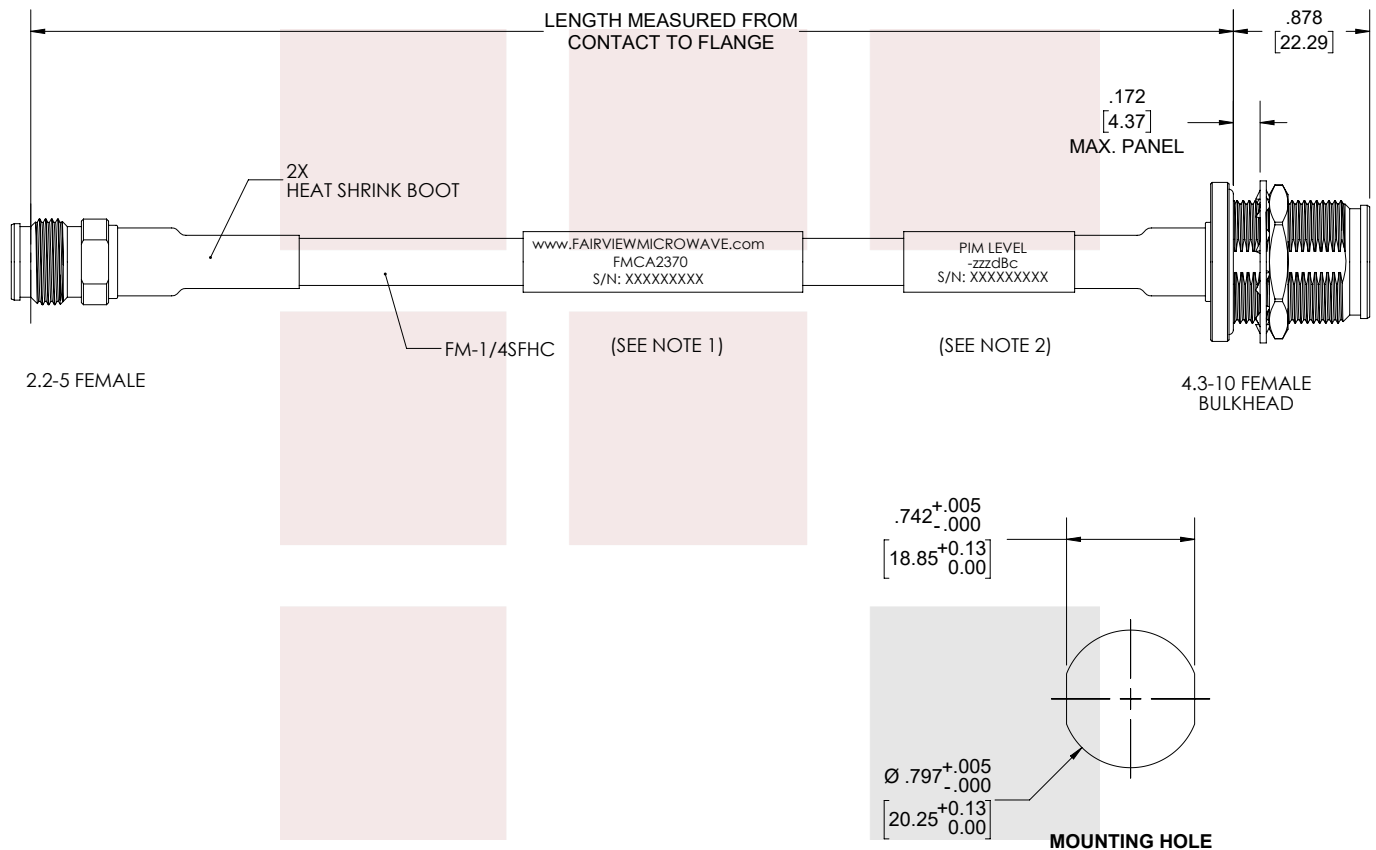 LENGTH MEASURED FROM
CONTACT TO FLANGE
.878
[22.29]
.172
[4.37]
MAX. PANEL
2X
HEAT SHRINK BOOT
www.FAIRVIEWMICROWAVE.com
FMCA2370
S/N: XXXXXXXXX
PIM LEVEL
-zzzdBc
S/N: XXXXXXXXX
FM-1/4SFHC
(SEE NOTE 1)
(SEE NOTE 2)
2.2-5 FEMALE
4.3-10 FEMALE
BULKHEAD
.742 +.005
-.000
[18.85 +0.13
0.00]
Ø .797 +.005
-.000
[20.25 +0.13
0.00]
MOUNTING HOLE